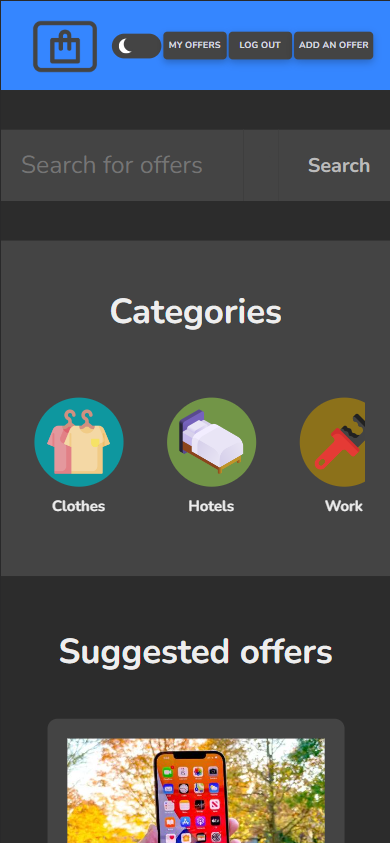 MY OFFERS LOG OUT ADD AN OFFER
Search for offers Search
Categories
Clothes Hotels Work
Suggested offers